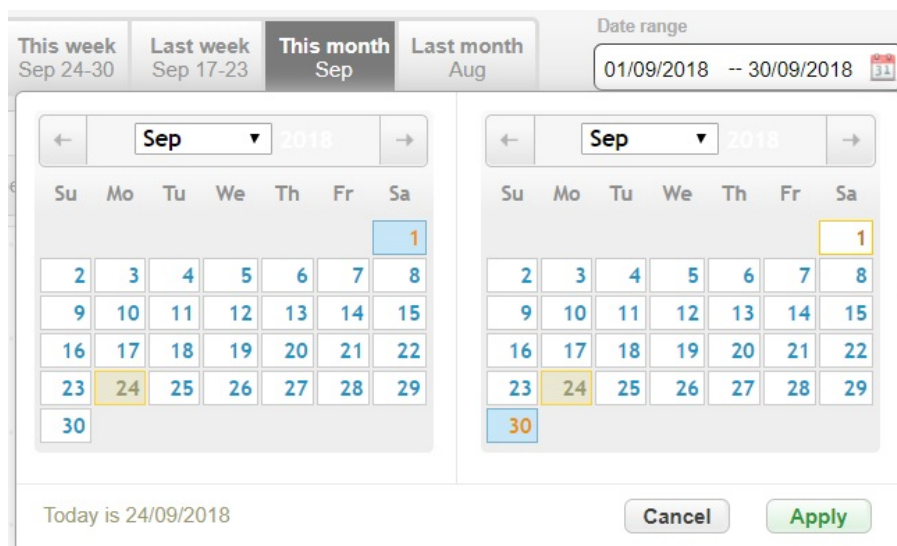 This week Last week This month Last month Date range
Sep 24-30 Sep 17-23 Sep Aug 01/09/2018 -- 30/09/2018 31
← Sep ▼ 2018 →
Su Mo Tu We Th Fr Sa
1
2 3 4 5 6 7 8
9 10 11 12 13 14 15
16 17 18 19 20 21 22
23 24 25 26 27 28 29
30
← Sep ▼ 2018 →
Su Mo Tu We Th Fr Sa
1
2 3 4 5 6 7 8
9 10 11 12 13 14 15
16 17 18 19 20 21 22
23 24 25 26 27 28 29
30
Today is 24/09/2018 Cancel Apply